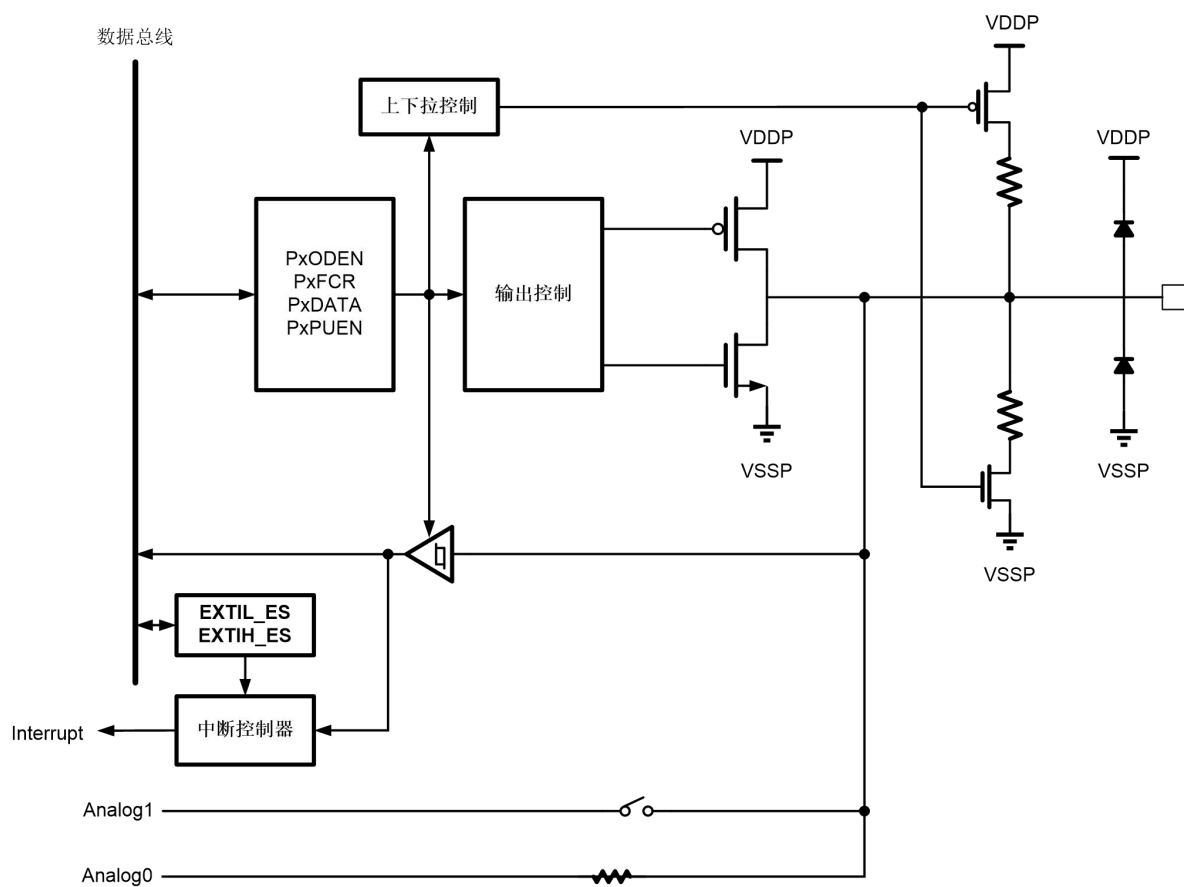 数据总线
VDDP
上下拉控制
VDDP
VDDP
PxODEN
PxFCR
PxDATA
PxPUEN
输出控制
VSSP
VSSP
VSSP
EXTIL_ES
EXTIH_ES
Interrupt
中断控制器
Analog1
Analog0